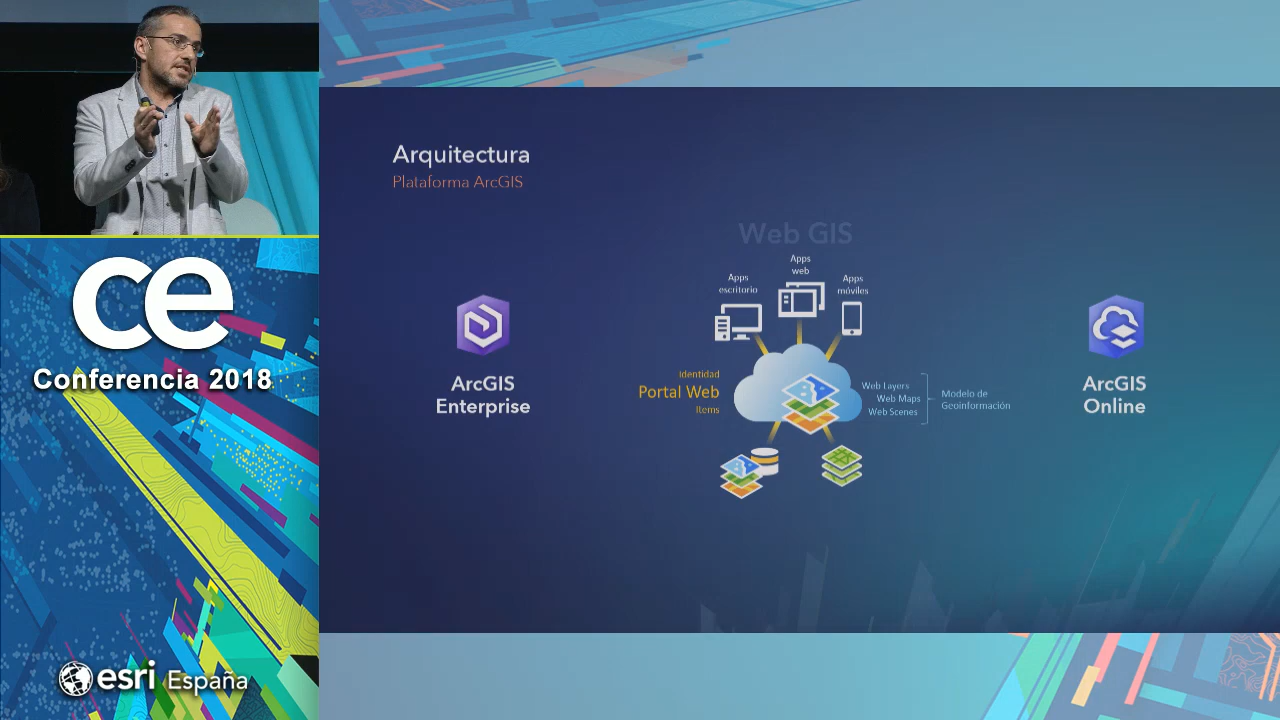 ce
Conferencia 2018
esri España
Arquitectura
Plataforma ArcGIS
Web GIS
Apps
escritorio
Apps
web
Apps
móviles
ArcGIS
Enterprise
Identidad
Portal Web
Items
Web Layers
Web Maps
Web Scenes
Modelo de
Geoinformación
ArcGIS
Online